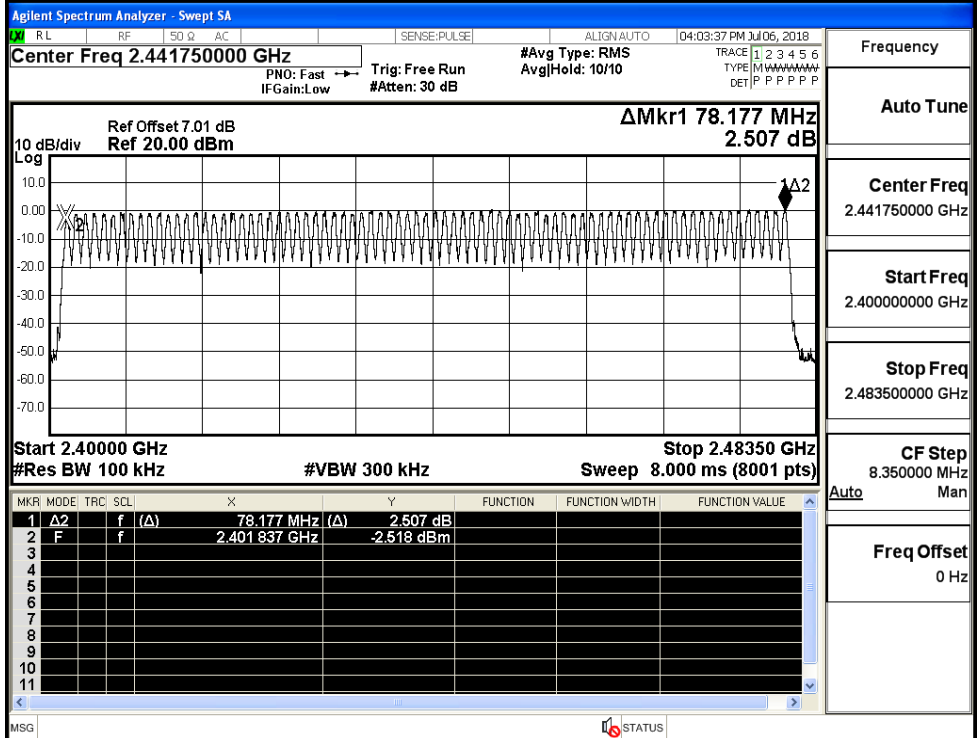 Agilent Spectrum Analyzer - Swept SA
LXI RL RF 50 Ω AC SENSE:PULSE ALIGN AUTO 04:03:37 PM Jul 06, 2018
Center Freq 2.441750000 GHz
PNO: Fast
IFGain:Low
Trig: Free Run
#Atten: 30 dB
#Avg Type: RMS
Avg|Hold: 10/10
TRACE 1 2 3 4 5 6
TYPE M W W W W W
DET P P P P P P
ΔMkr1 78.177 MHz
2.507 dB
Ref Offset 7.01 dB
10 dB/div Ref 20.00 dBm
Log
10.0
0.00
-10.0
-20.0
-30.0
-40.0
-50.0
-60.0
-70.0
2
1Δ2
Start 2.40000 GHz Stop 2.48350 GHz
#Res BW 100 kHz #VBW 300 kHz Sweep 8.000 ms (8001 pts)
MKR MODE TRC SCL X Y FUNCTION FUNCTION WIDTH FUNCTION VALUE
1 Δ2 f (Δ) 78.177 MHz (Δ) 2.507 dB
2 F f 2.401 837 GHz -2.518 dBm
3
4
5
6
7
8
9
10
11
MSG STATUS
Frequency
Auto Tune
Center Freq
2.441750000 GHz
Start Freq
2.400000000 GHz
Stop Freq
2.483500000 GHz
CF Step
8.350000 MHz
Auto Man
Freq Offset
0 Hz